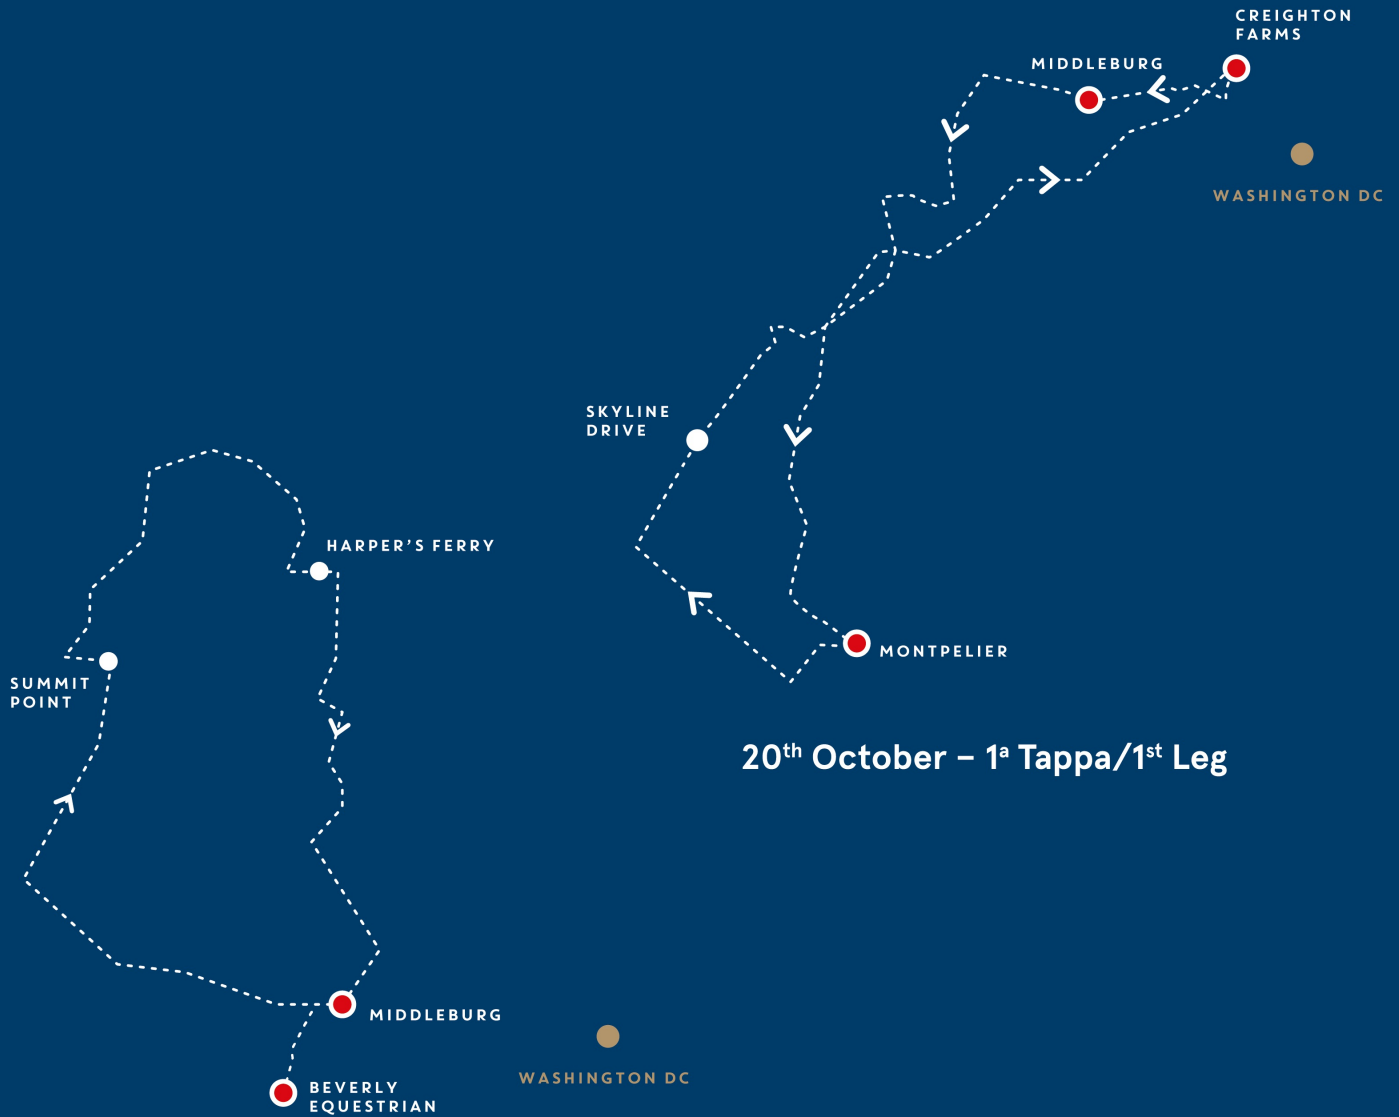 CREIGHTON
FARMS
MIDDLEBURG
WASHINGTON DC
SKYLINE
DRIVE
HARPER’S FERRY
MONTPELIER
SUMMIT
POINT
20th October – 1a Tappa/1st Leg
MIDDLEBURG
WASHINGTON DC
BEVERLY
EQUESTRIAN